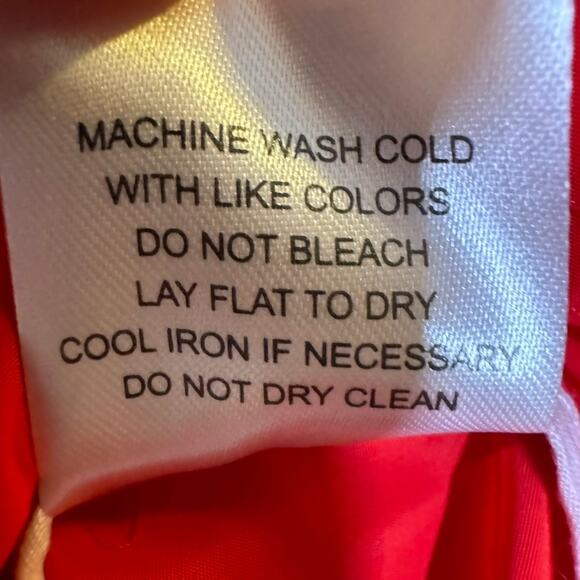 MACHINE WASH COLD
WITH LIKE COLORS
DO NOT BLEACH
LAY FLAT TO DRY
COOL IRON IF NECESSARY
DO NOT DRY CLEAN